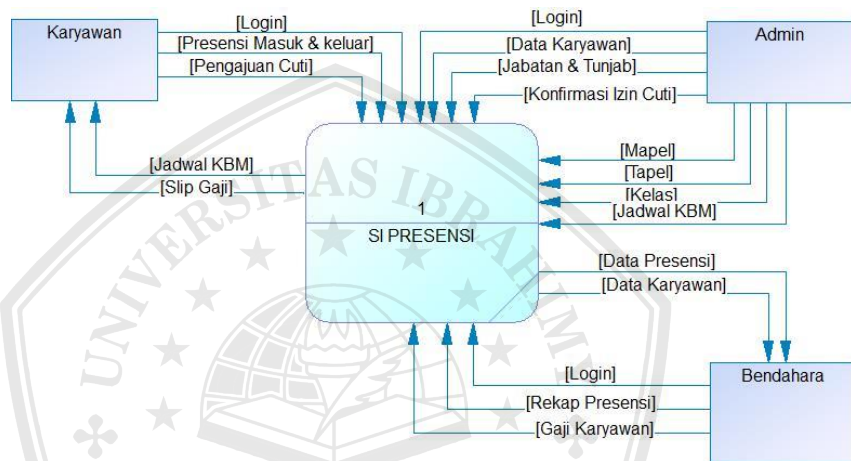 Karyawan
[Login]
[Presensi Masuk & keluar]
[Pengajuan Cuti]
[Login]
[Data Karyawan]
[Jabatan & Tunjab]
[Konfirmasi Izin Cuti]
Admin
[Jadwal KBM]
[Slip Gaji]
[Mapel]
[Tapel]
[Kelas]
[Jadwal KBM]
1
SI PRESENSI
[Data Presensi]
[Data Karyawan]
[Login]
[Rekap Presensi]
[Gaji Karyawan]
Bendahara
UNIVERSITAS IBRAHIMY